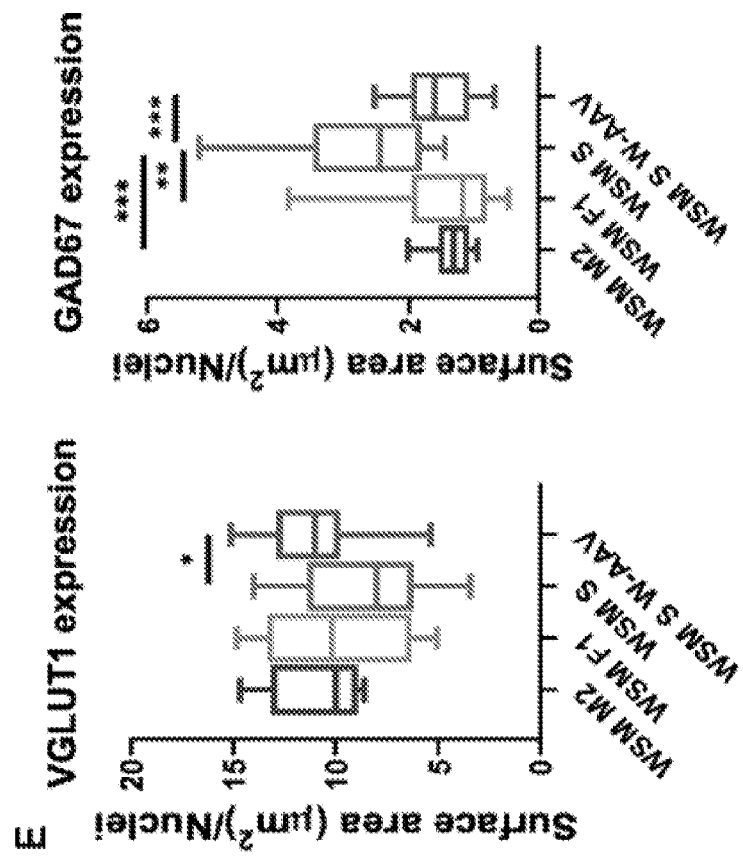 E
VGLUT1 expression
Surface area (μm²)/Nuclei
20
15
10
5
0
*
WSM M2
WSM F1
WSM S
WSM S W-AAV
GAD67 expression
Surface area (μm²)/Nuclei
6
4
2
0
***
**
***
WSM M2
WSM F1
WSM S
WSM S W-AAV